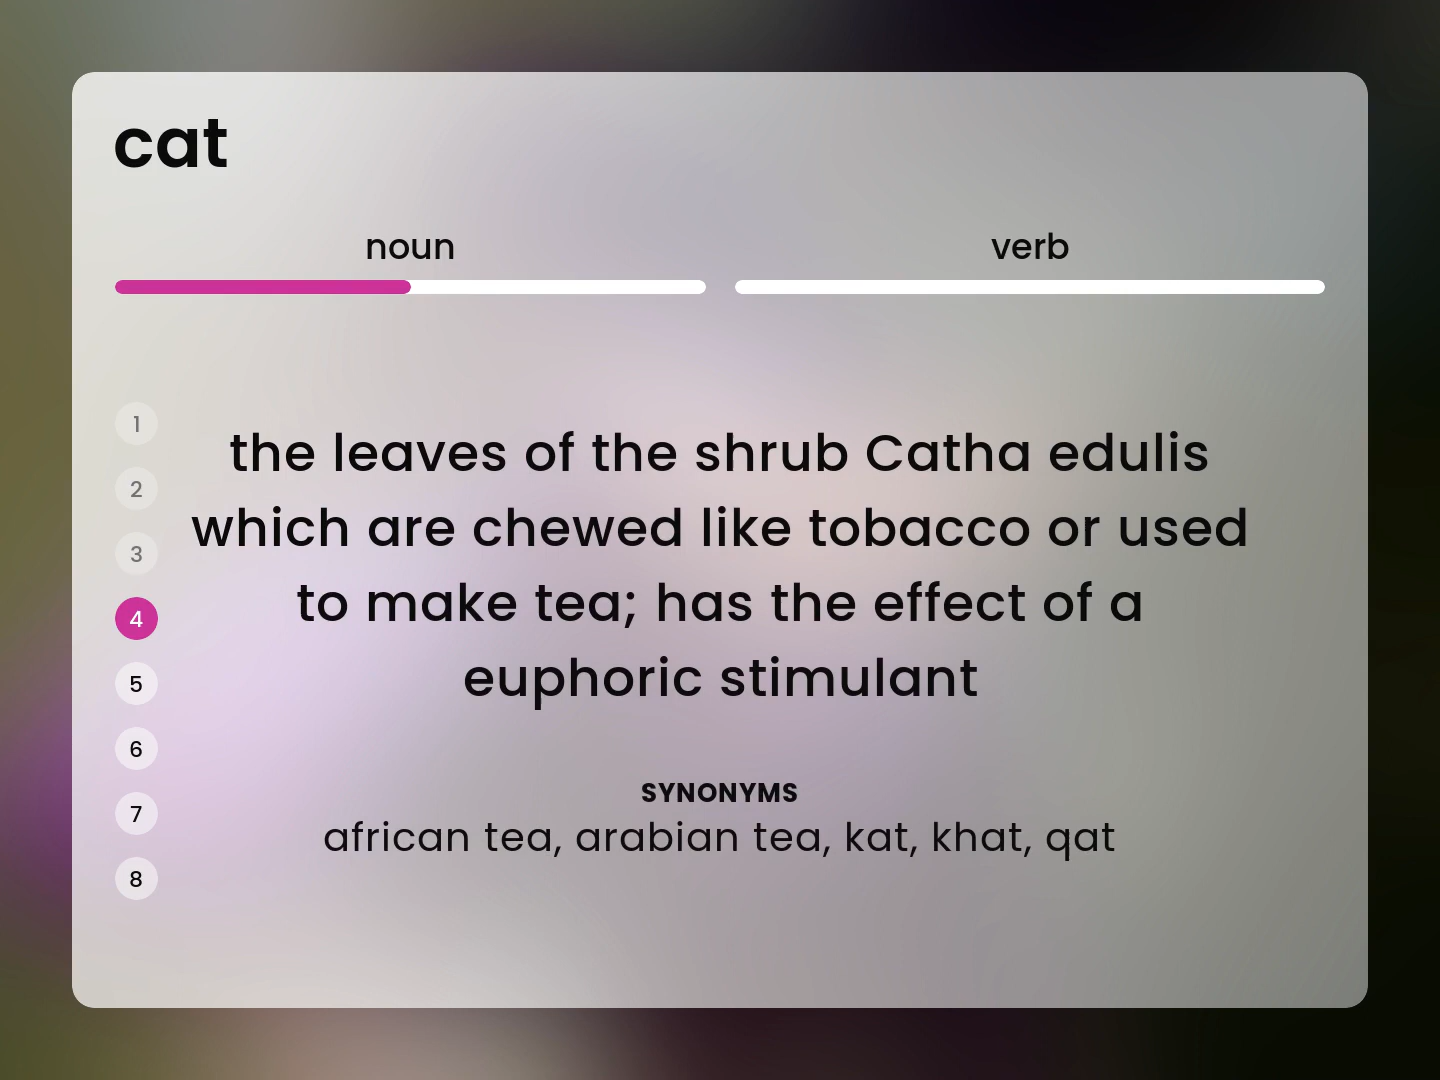 cat
noun
verb
1
2
3
4
5
6
7
8
the leaves of the shrub Catha edulis
which are chewed like tobacco or used
to make tea; has the effect of a
euphoric stimulant
SYNONYMS
african tea, arabian tea, kat, khat, qat